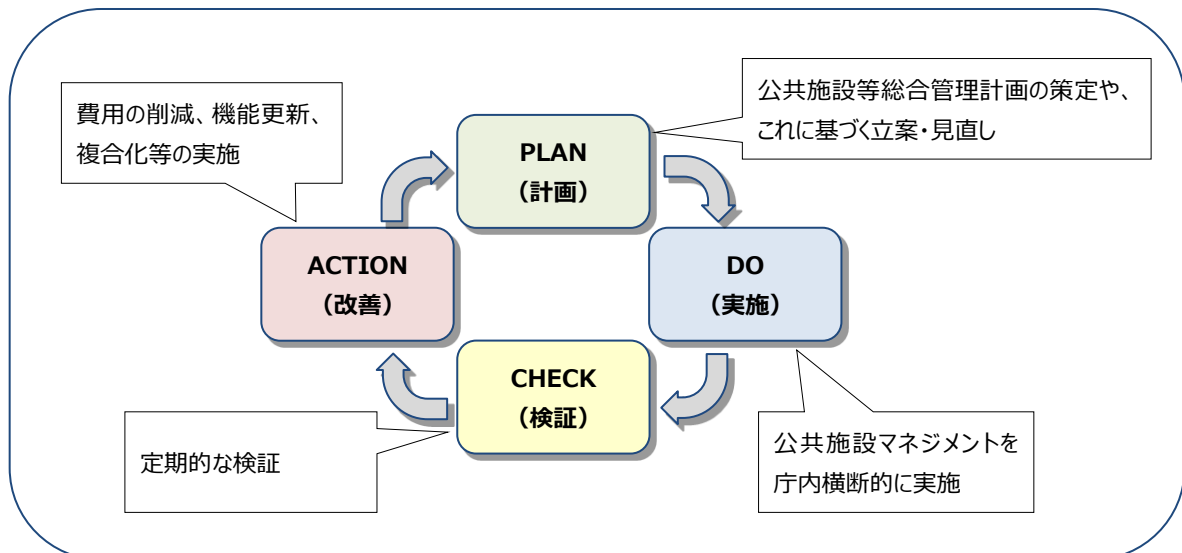 費用の削減、機能更新、
複合化等の実施
公共施設等総合管理計画の策定や、
これに基づく立案・見直し
PLAN
（計画）
ACTION
（改善）
DO
（実施）
CHECK
（検証）
定期的な検証
公共施設マネジメントを
庁内横断的に実施